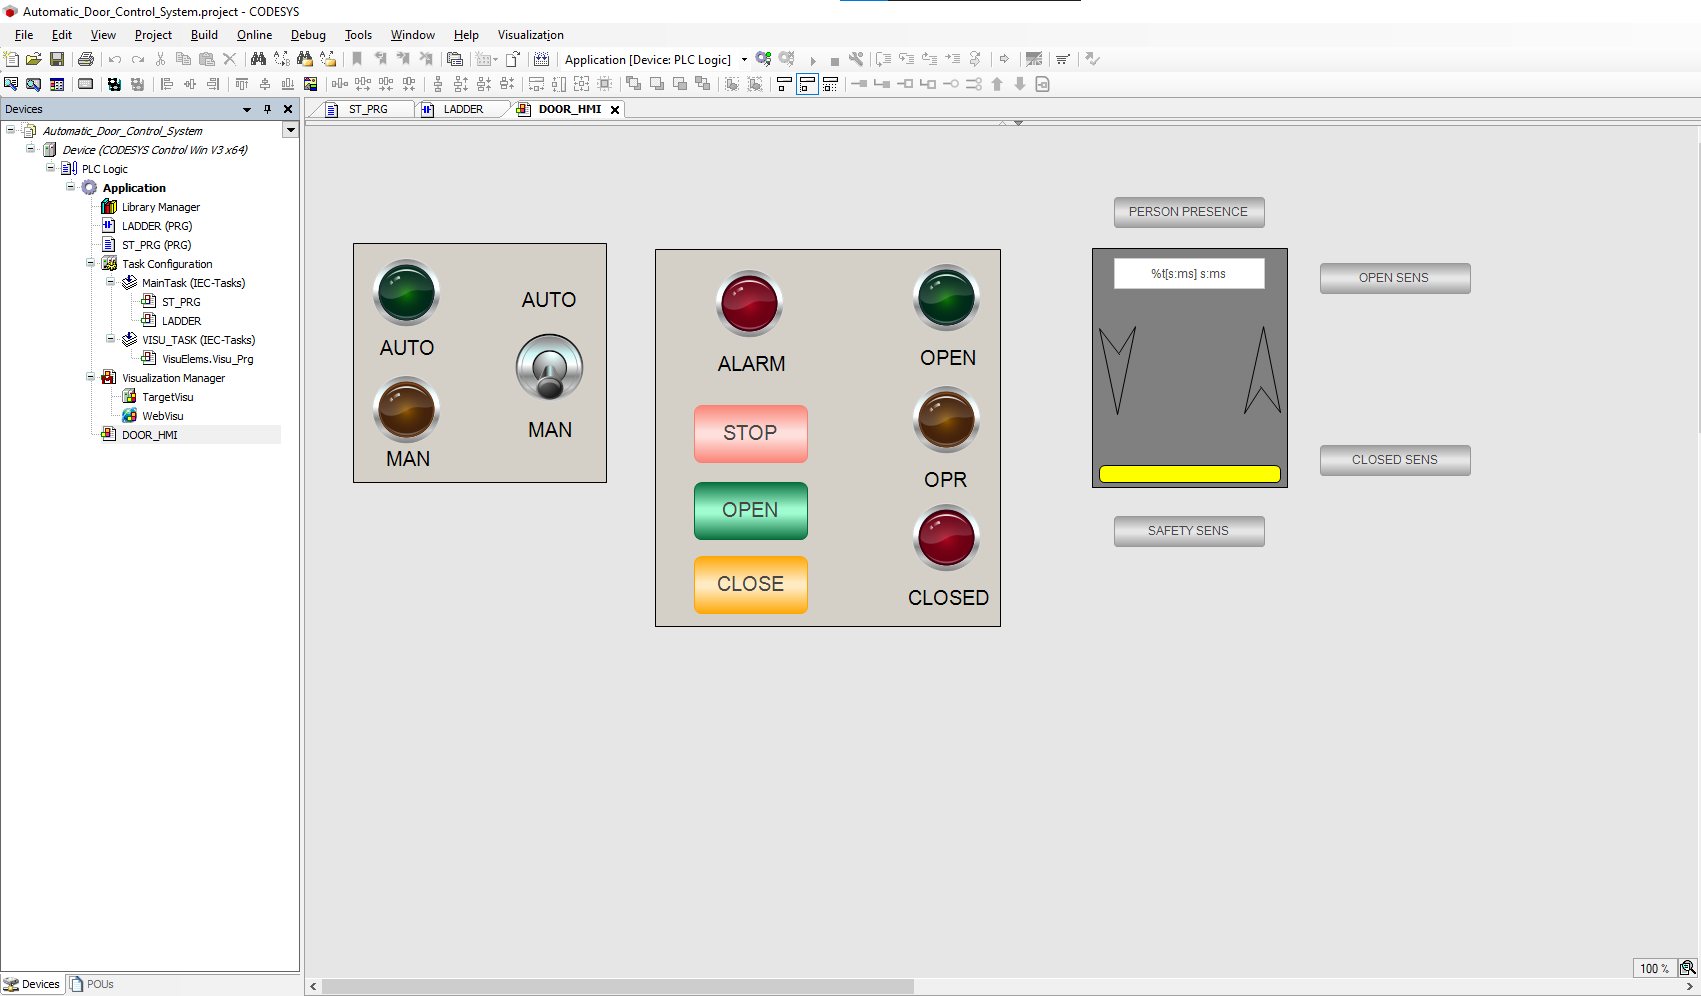 Automatic_Door_Control_System.project - CODESYS
File Edit View Project Build Online Debug Tools Window Help Visualization
Application [Device: PLC Logic]
Devices
ST_PRG LADDER DOOR_HMI
Automatic_Door_Control_System
Device (CODESYS Control Win V3 x64)
PLC Logic
Application
Library Manager
LADDER (PRG)
ST_PRG (PRG)
Task Configuration
MainTask (IEC-Tasks)
ST_PRG
LADDER
VISU_TASK (IEC-Tasks)
VisuElems.Visu_Prg
Visualization Manager
TargetVisu
WebVisu
DOOR_HMI
AUTO
AUTO
MAN
MAN
ALARM
OPEN
STOP
OPR
OPEN
CLOSE
CLOSED
PERSON PRESENCE
%t[s:ms] s:ms
OPEN SENS
CLOSED SENS
SAFETY SENS
100 %
Devices POUs